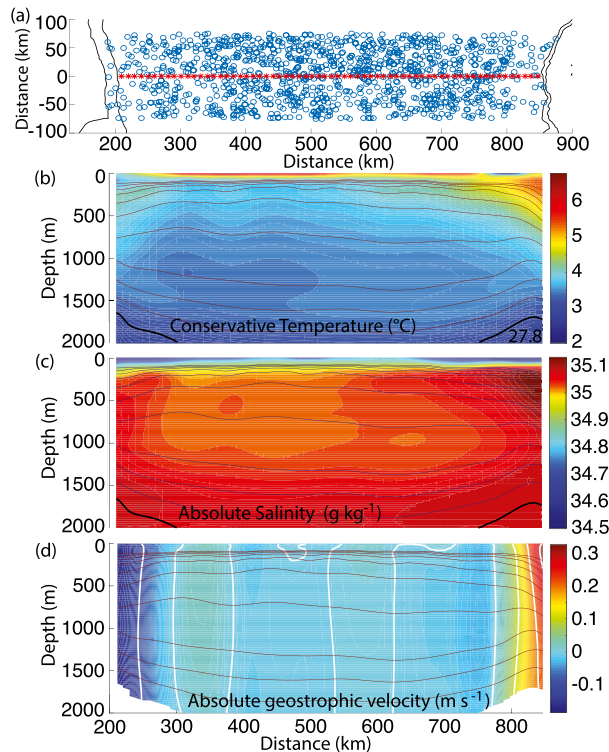 (a)
100
50
0
-50
-100
Distance (km)
200 300 400 500 600 700 800 900
Distance (km)
(b)
0
500
1000
1500
2000
Depth (m)
Conservative Temperature (°C)
27.8
6
5
4
3
2
(c)
0
500
1000
1500
2000
Depth (m)
Absolute Salinity (g kg-1)
35.1
35
34.9
34.8
34.7
34.6
34.5
(d)
0
500
1000
1500
2000
Depth (m)
Absolute geostrophic velocity (m s -1)
0.3
0.2
0.1
0
-0.1
200 300 400 500 600 700 800
Distance (km)